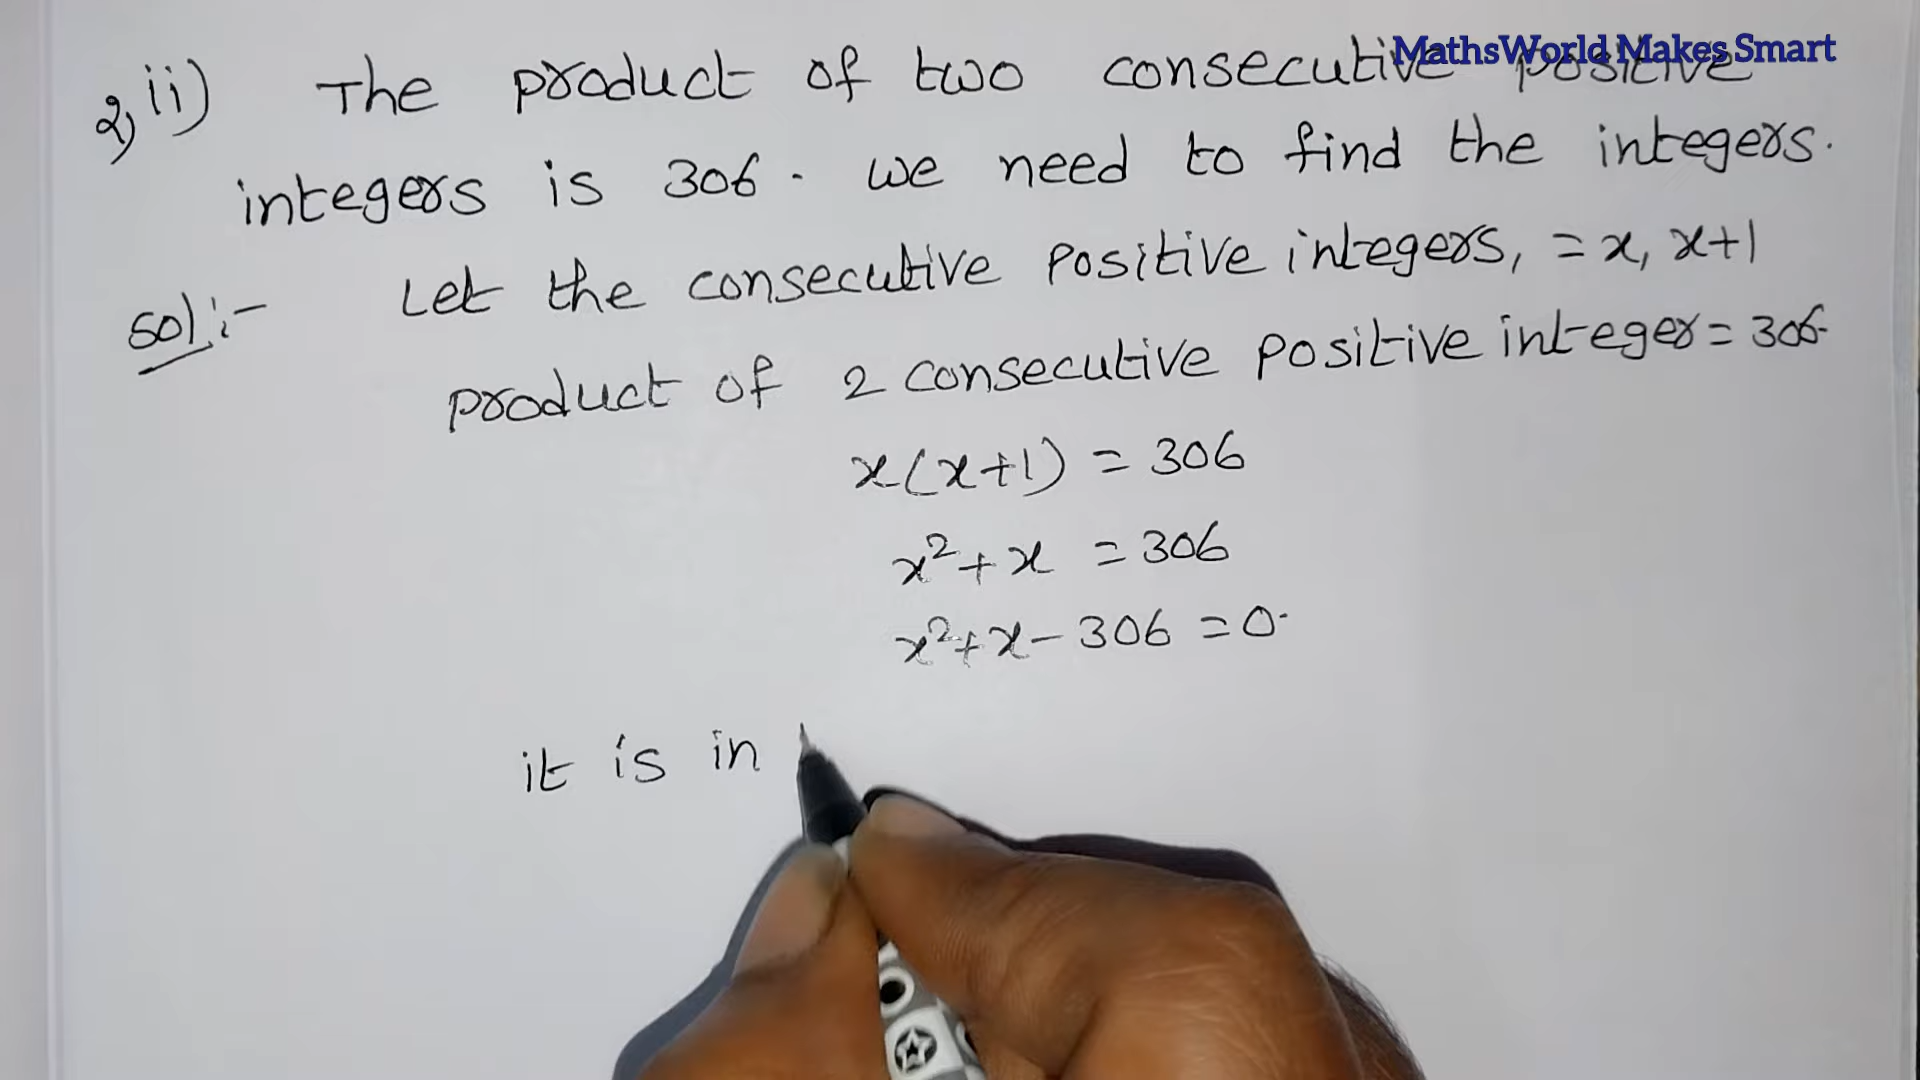 MathsWorld Makes Smart
2, ii) The product of two consecutive positive
integers is 306. we need to find the integers.
sol:- Let the consecutive positive integers, = x, x+1
product of 2 consecutive positive integer = 306.
x(x+1) = 306
x²+x = 306
x²+x-306 = 0.
it is in